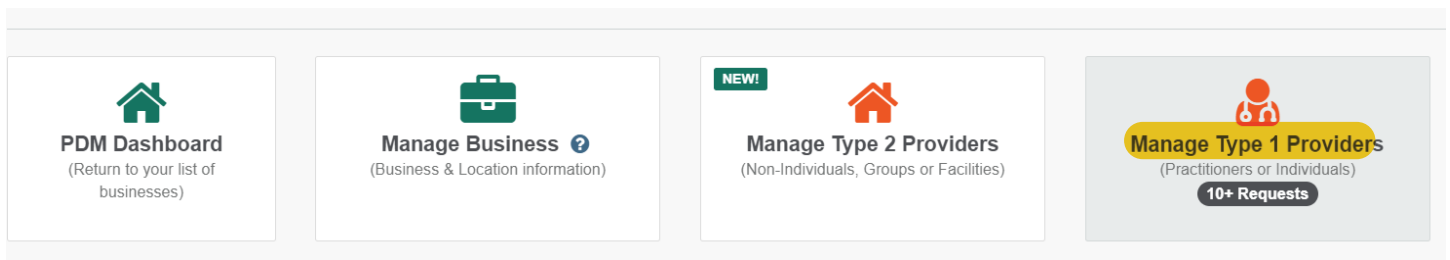 PDM Dashboard
(Return to your list of
businesses)
Manage Business ?
(Business & Location information)
NEW!
Manage Type 2 Providers
(Non-Individuals, Groups or Facilities)
Manage Type 1 Providers
(Practitioners or Individuals)
10+ Requests